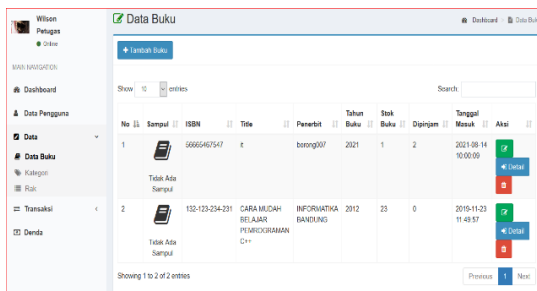 Wilson
Petugas
Online
MAIN NAVIGATION
Dashboard
Data Pengguna
Data
Data Buku
Kategori
Rak
Transaksi
Denda
Data Buku
Dashboard Data Buku
+ Tambah Buku
Show 10 entries
Search:
No Sampul ISBN Title Penerbit Tahun Buku Stok Buku Dipinjam Tanggal Masuk Aksi
1 Tidak Ada Sampul 56665467547 it borong007 2021 1 2 2021-08-14 10:00:09
Detail
2 Tidak Ada Sampul 132-123-234-231 CARA MUDAH BELAJAR PEMROGRAMAN C++ INFORMATIKA BANDUNG 2012 23 0 2019-11-23 11:49:57
Detail
Showing 1 to 2 of 2 entries
Previous 1 Next